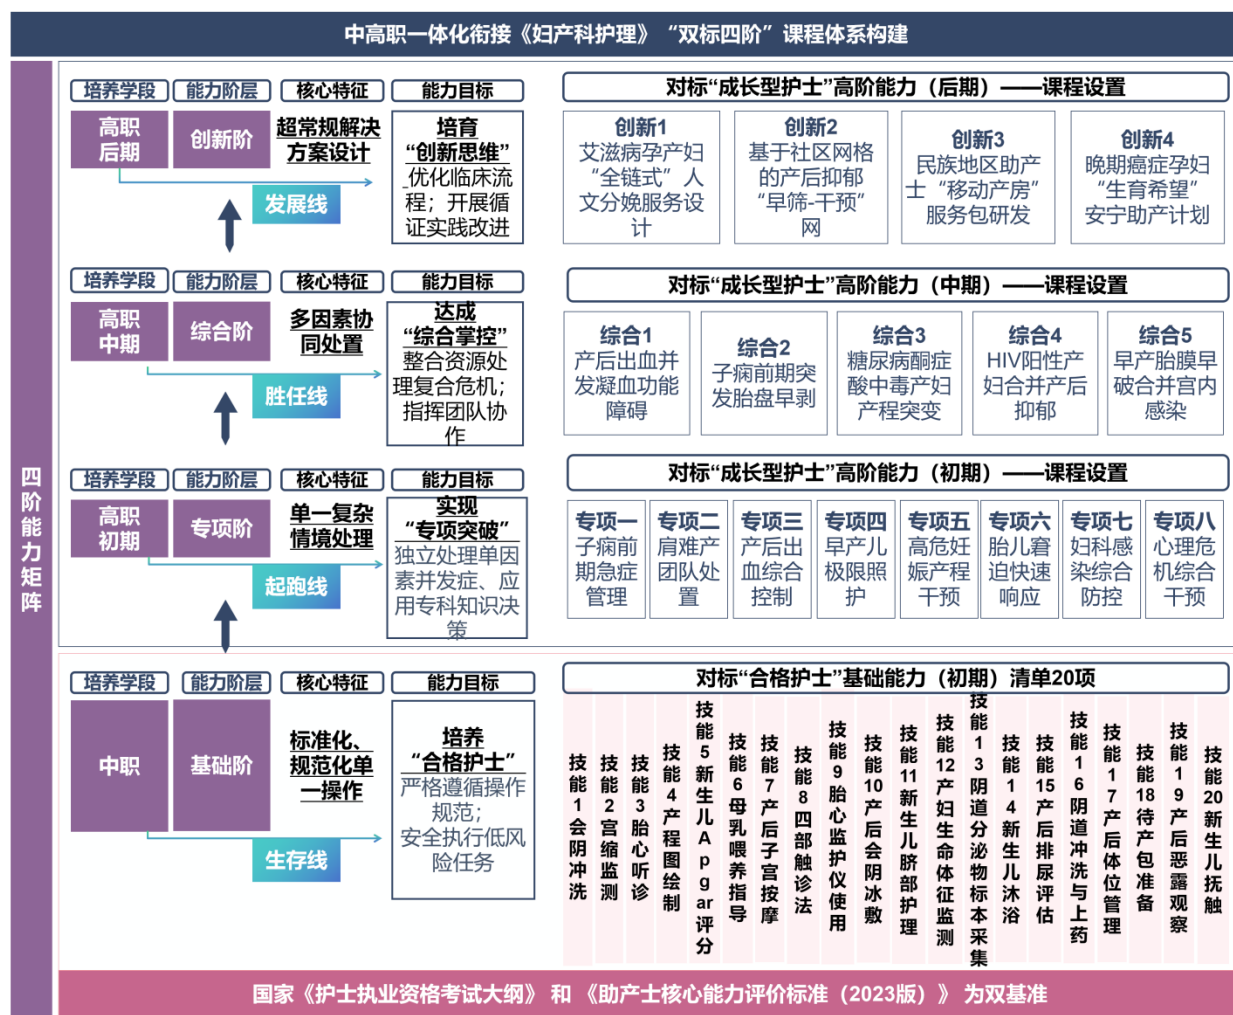 中高职一体化衔接《妇产科护理》“双标四阶”课程体系构建
四阶能力矩阵
培养学段
能力阶层
核心特征
能力目标
高职
后期
创新阶
超常规解决
方案设计
发展线
培育
“创新思维”
优化临床流
程；开展循
证实践改进
对标“成长型护士”高阶能力（后期）——课程设置
创新1
艾滋病孕产妇
“全链式”人
文分娩服务设
计
创新2
基于社区网格
的产后抑郁
“早筛-干预”
网
创新3
民族地区助产
士“移动产房”
服务包研发
创新4
晚期癌症孕妇
“生育希望”
安宁助产计划
培养学段
能力阶层
核心特征
能力目标
高职
中期
综合阶
多因素协
同处置
胜任线
达成
“综合掌控”
整合资源处
理复合危机；
指挥团队协
作
对标“成长型护士”高阶能力（中期）——课程设置
综合1
产后出血并
发凝血功能
障碍
综合2
子痫前期突
发胎盘早剥
综合3
糖尿病酮症
酸中毒产妇
产程突变
综合4
HIV阳性产
妇合并产后
抑郁
综合5
早产胎膜早
破合并宫内
感染
培养学段
能力阶层
核心特征
能力目标
高职
初期
专项阶
单一复杂
情境处理
起跑线
实现
“专项突破”
独立处理单因
素并发症、应
用专科知识决
策
对标“成长型护士”高阶能力（初期）——课程设置
专项一
子痫前
期急症
管理
专项二
肩难产
团队处
置
专项三
产后出
血综合
控制
专项四
早产儿
极限照
护
专项五
高危妊
娠产程
干预
专项六
胎儿窘
迫快速
响应
专项七
妇科感
染综合
防控
专项八
心理危
机综合
干预
培养学段
能力阶层
核心特征
能力目标
中职
基础阶
标准化、
规范化单
一操作
生存线
培养
“合格护士”
严格遵循操作
规范；
安全执行低风
险任务
对标“合格护士”基础能力（初期）清单20项
技能1会阴冲洗
技能2宫缩监测
技能3胎心听诊
技能4产程图绘制
技能5新生儿Apgar评分
技能6母乳喂养指导
技能7产后子宫按摩
技能8四部触诊法
技能9胎心监护仪使用
技能10产后会阴冰敷
技能11新生儿脐部护理
技能12产妇生命体征监测
技能13阴道分泌物标本采集
技能14新生儿沐浴
技能15产后排尿评估
技能16阴道冲洗与上药
技能17产后体位管理
技能18待产包准备
技能19产后恶露观察
技能20新生儿抚触
国家《护士执业资格考试大纲》 和 《助产士核心能力评价标准（2023版）》 为双基准